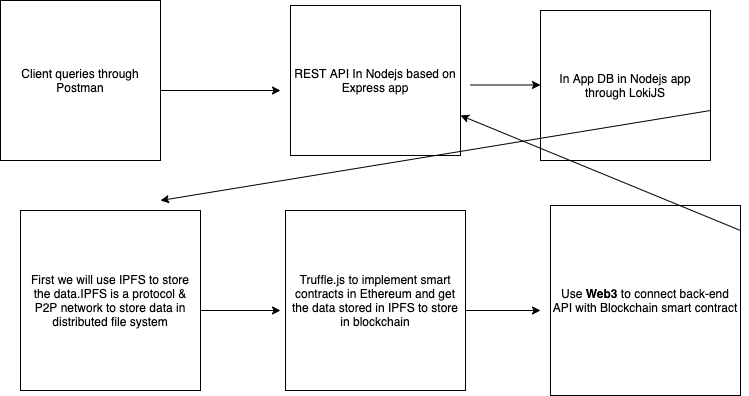 Client queries through
Postman
REST API In Nodejs based on
Express app
In App DB in Nodejs app
through LokiJS
First we will use IPFS to store
the data.IPFS is a protocol &
P2P network to store data in
distributed file system
Truffle.js to implement smart
contracts in Ethereum and get
the data stored in IPFS to store
in blockchain
Use Web3 to connect back-end
API with Blockchain smart contract